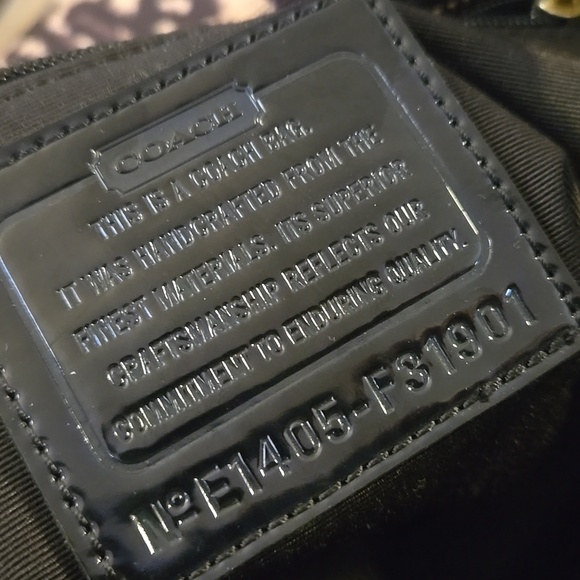 COACH
THIS IS A COACH BAG.
IT WAS HANDCRAFTED FROM THE
FINEST MATERIALS. ITS SUPERIOR
CRAFTSMANSHIP REFLECTS OUR
COMMITMENT TO ENDURING QUALITY.
Nº E1405-F31901